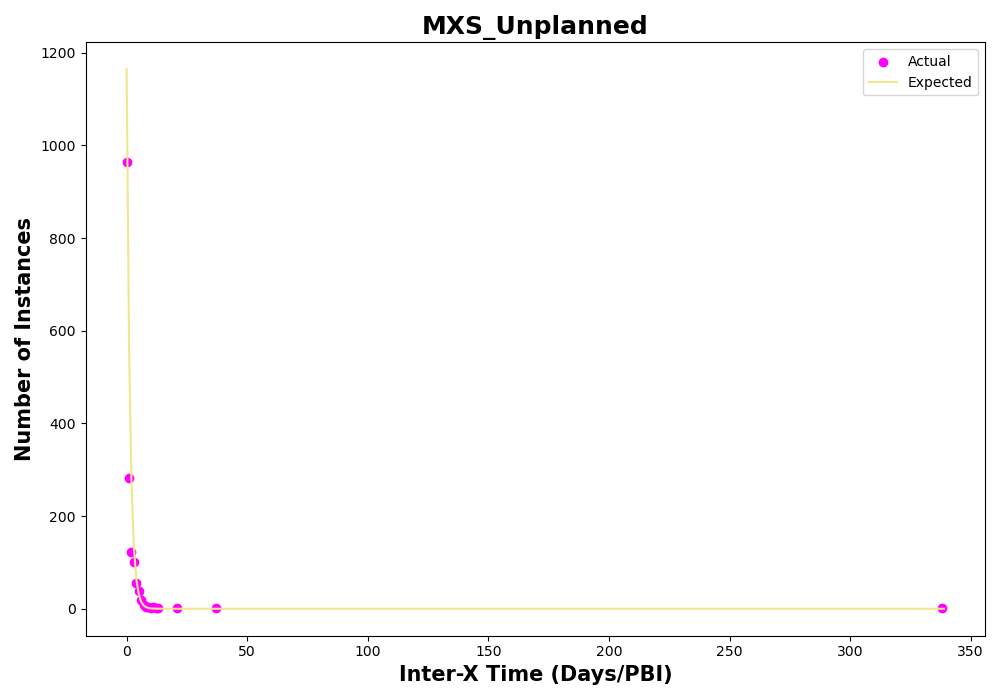 MXS_Unplanned
Actual
Expected
Number of Instances
1200
1000
800
600
400
200
0
0 50 100 150 200 250 300 350
Inter-X Time (Days/PBI)